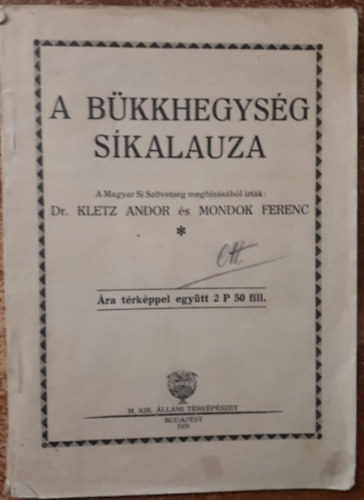 A BÜKKHEGYSÉG
SÍKALAUZA
A Magyar Si Szövetség megbízásából írták:
Dr. KLETZ ANDOR és MONDOK FERENC
*
Ára térképpel együtt 2 P 50 fill.
M. KIR. ÁLLAMI TÉRKÉPÉSZET
BUDAPEST